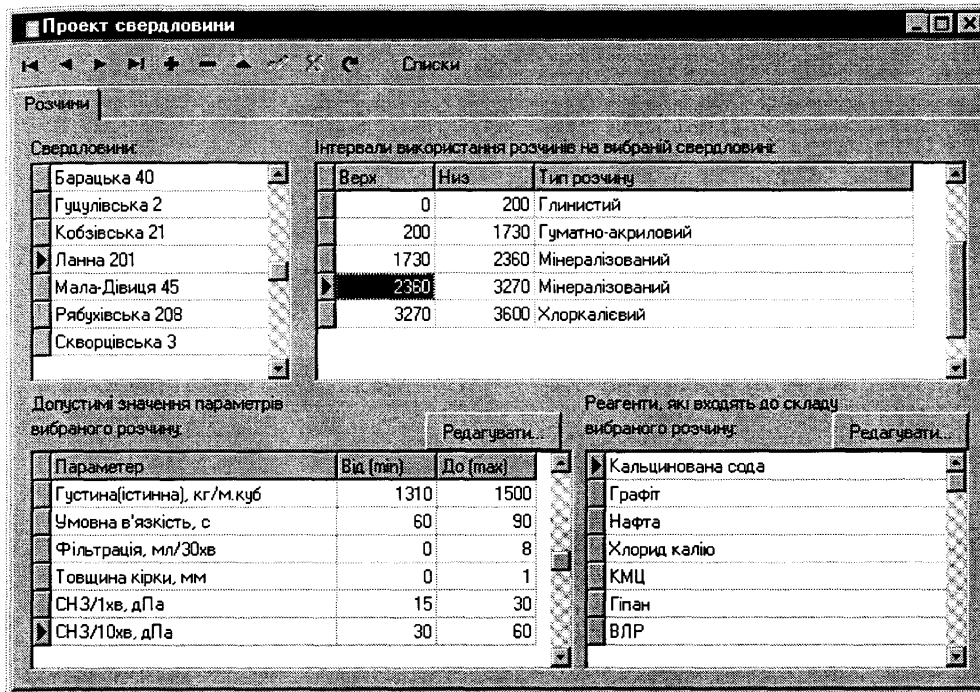 Проект свердловини
Списки
Розчини
Свердловини:
Барацька 40
Гуцулівська 2
Кобзівська 21
Ланна 201
Мала-Дівиця 45
Рябухівська 208
Скворцівська 3
Інтервали використання розчинів на вибраній свердловині:
Верх Низ Тип розчину
0 200 Глинистий
200 1730 Гуматно-акриловий
1730 2360 Мінералізований
2360 3270 Мінералізований
3270 3600 Хлоркалієвий
Допустимі значення параметрів
вибраного розчину:
Редагувати...
Параметер Від (min) До (max)
Густина(істинна), кг/м.куб 1310 1500
Умовна в'язкість, с 60 90
Фільтрація, мл/30хв 0 8
Товщина кірки, мм 0 1
СНЗ/1хв, дПа 15 30
СНЗ/10хв, дПа 30 60
Реагенти, які входять до складу
вибраного розчину:
Редагувати...
Кальцинована сода
Графіт
Нафта
Хлорид калію
КМЦ
Гіпан
ВЛР